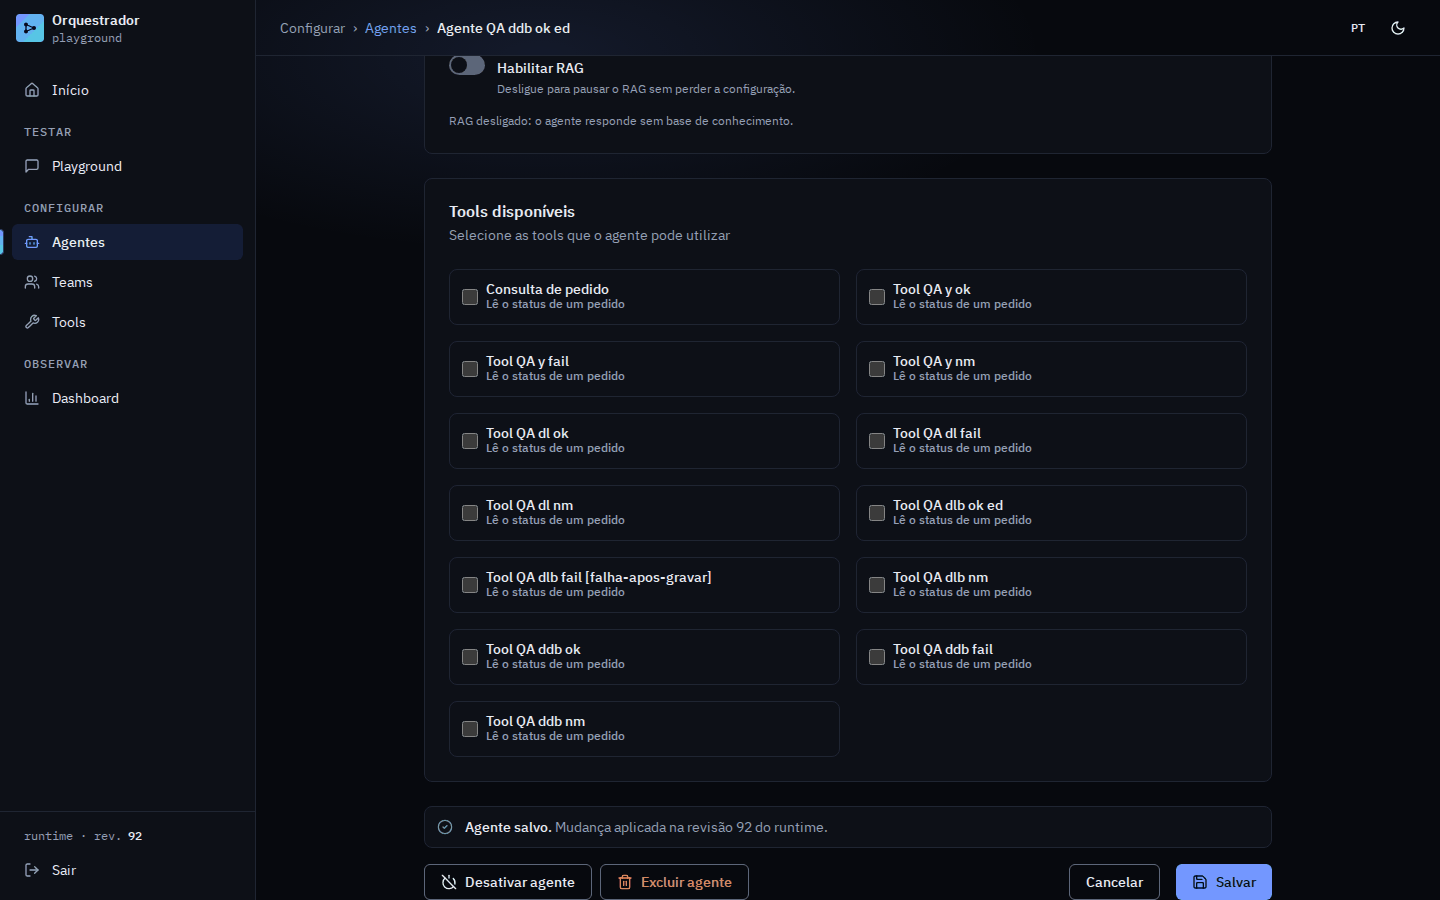 Orquestrador
playground
Início
TESTAR
Playground
CONFIGURAR
Agentes
Teams
Tools
OBSERVAR
Dashboard
runtime · rev. 92
Sair
Configurar › Agentes › Agente QA ddb ok ed
PT
Habilitar RAG
Desligue para pausar o RAG sem perder a configuração.
RAG desligado: o agente responde sem base de conhecimento.
Tools disponíveis
Selecione as tools que o agente pode utilizar
Consulta de pedido
Lê o status de um pedido
Tool QA y ok
Lê o status de um pedido
Tool QA y fail
Lê o status de um pedido
Tool QA y nm
Lê o status de um pedido
Tool QA dl ok
Lê o status de um pedido
Tool QA dl fail
Lê o status de um pedido
Tool QA dl nm
Lê o status de um pedido
Tool QA dlb ok ed
Lê o status de um pedido
Tool QA dlb fail [falha-apos-gravar]
Lê o status de um pedido
Tool QA dlb nm
Lê o status de um pedido
Tool QA ddb ok
Lê o status de um pedido
Tool QA ddb fail
Lê o status de um pedido
Tool QA ddb nm
Lê o status de um pedido
Agente salvo. Mudança aplicada na revisão 92 do runtime.
Desativar agente
Excluir agente
Cancelar
Salvar